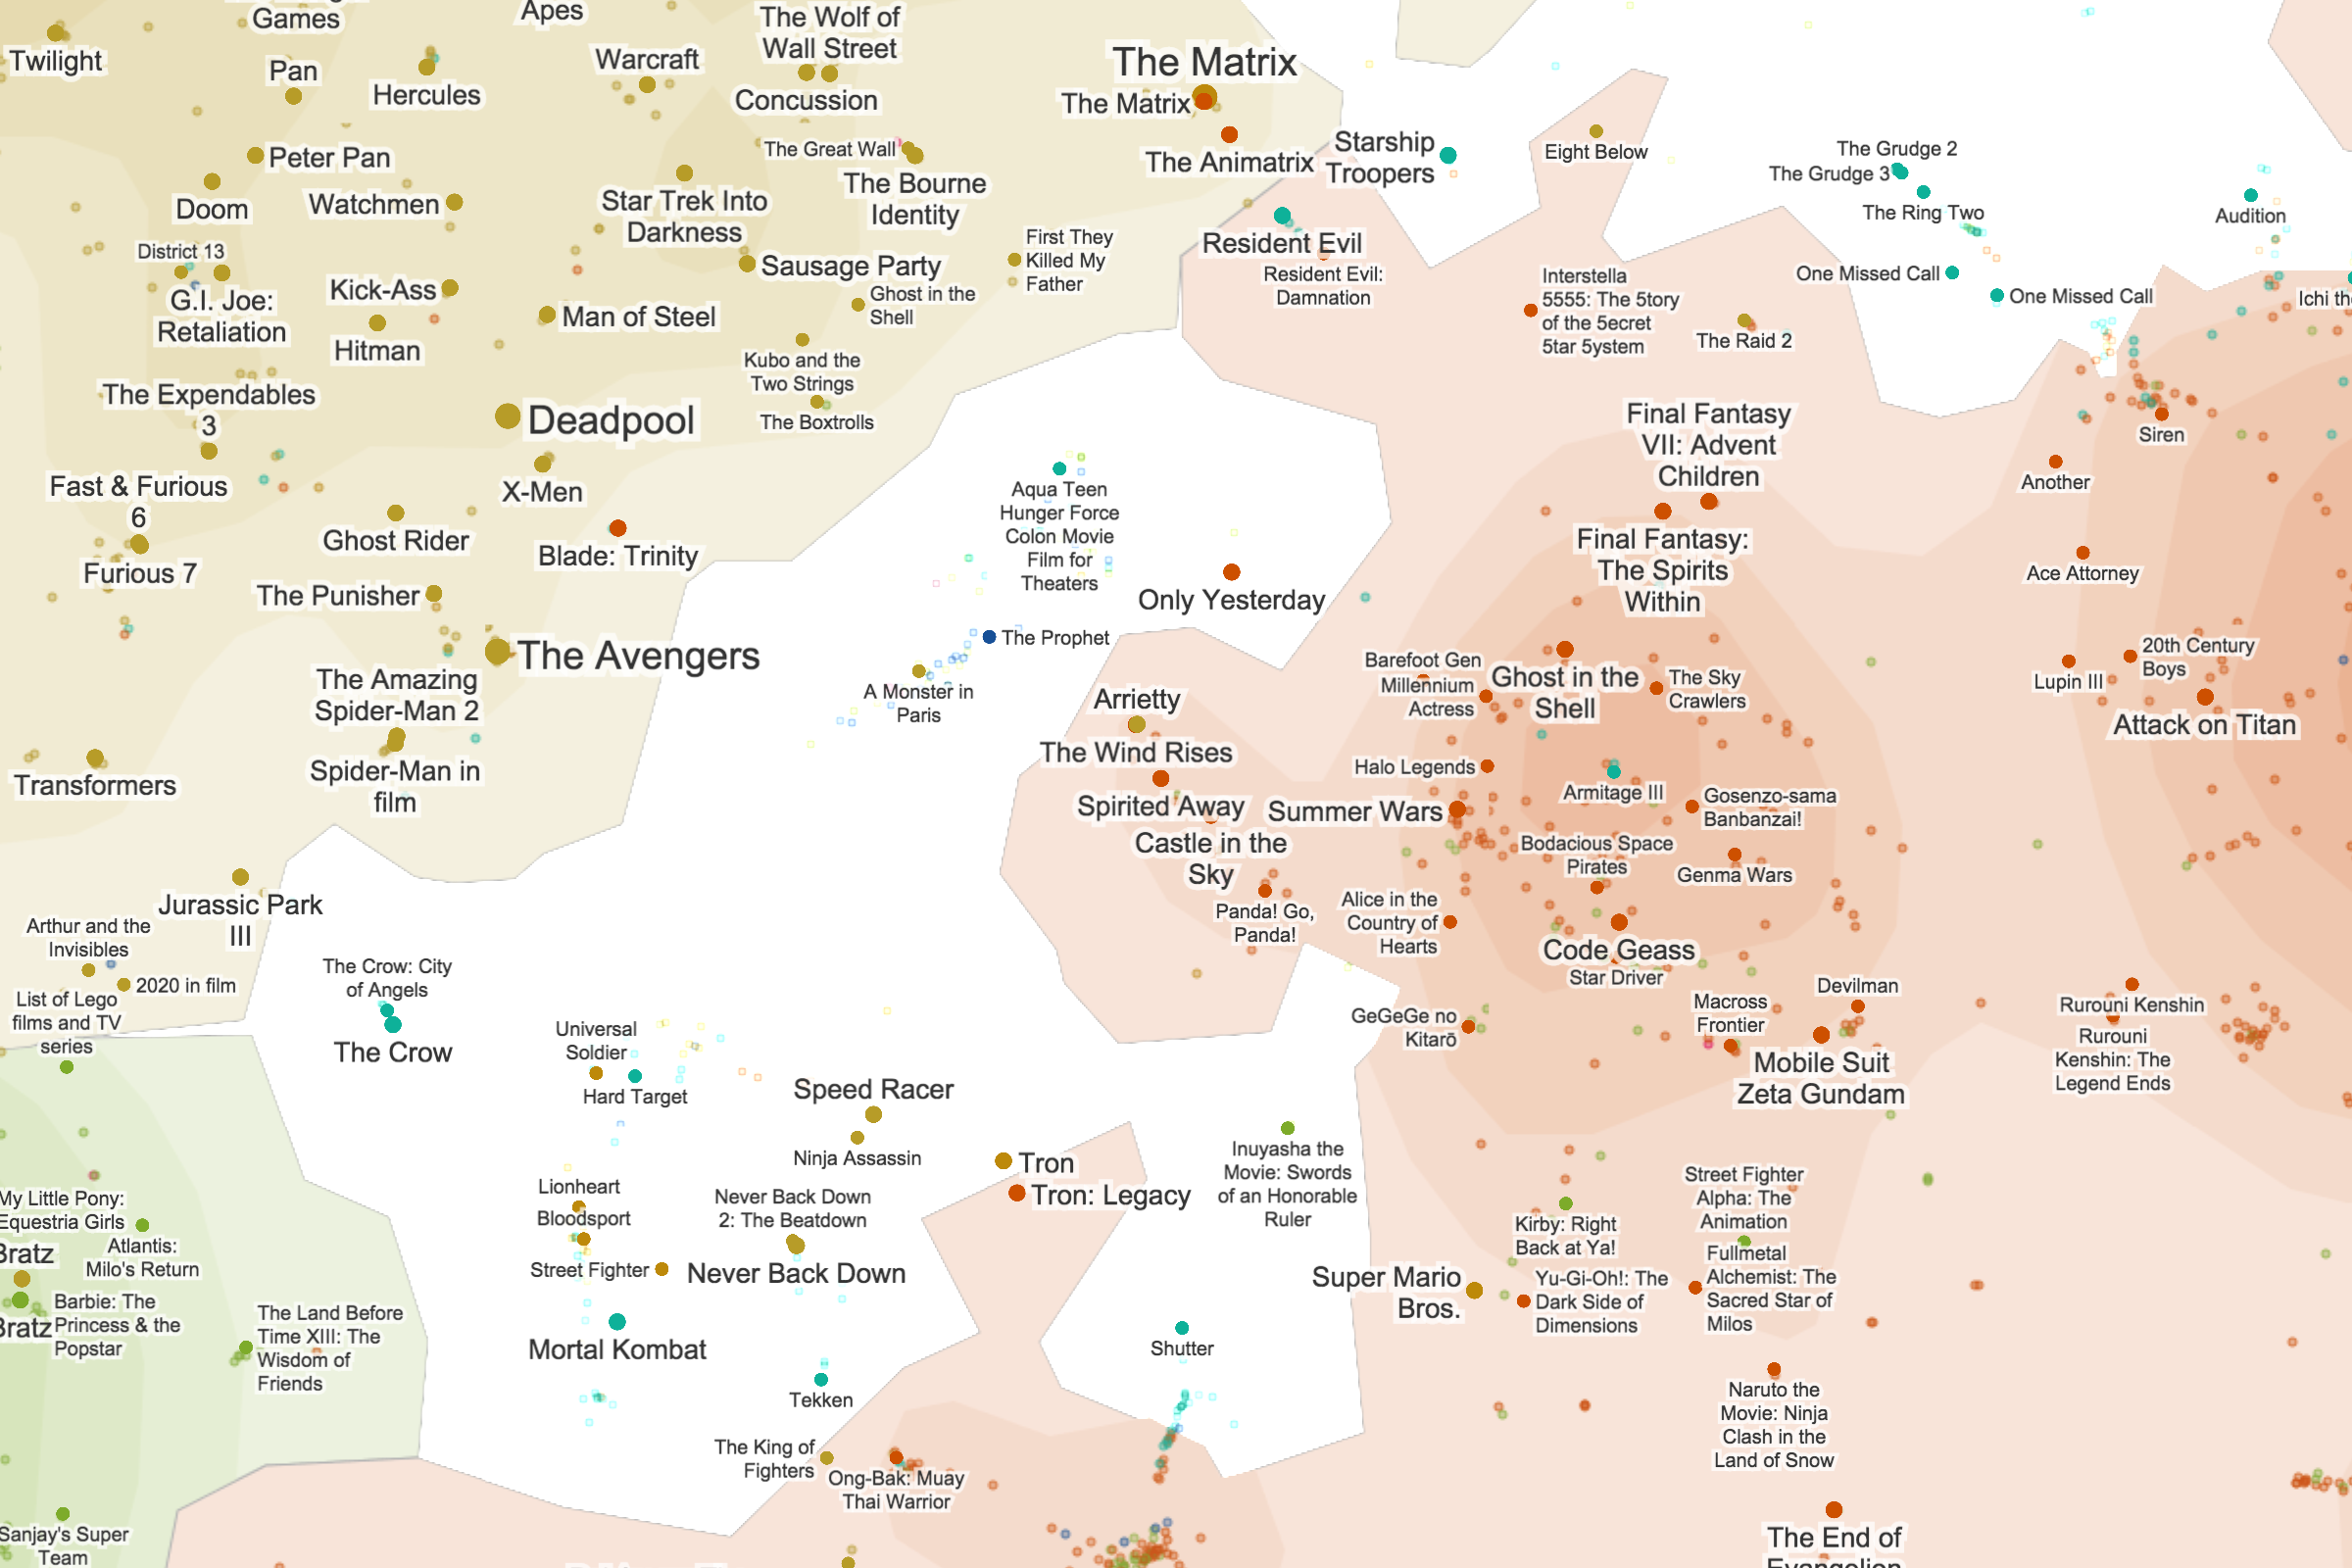 Games
Apes
The Wolf of
Wall Street
Twilight
Pan
Hercules
Warcraft
Concussion
The Matrix
The Matrix
The Animatrix
Starship
Troopers
Eight Below
The Grudge 2
The Grudge 3
The Ring Two
Audition
Peter Pan
Doom
Watchmen
The Great Wall
The Bourne
Identity
Star Trek Into
Darkness
First They
Killed My
Father
Resident Evil
Resident Evil:
Damnation
One Missed Call
One Missed Call
District 13
G.I. Joe:
Retaliation
Kick-Ass
Hitman
Man of Steel
Sausage Party
Ghost in the
Shell
Interstella
5555: The 5tory
of the 5ecret
5tar 5ystem
The Raid 2
Kubo and the
Two Strings
The Boxtrolls
The Expendables
3
Deadpool
X-Men
Final Fantasy
VII: Advent
Children
Siren
Another
Fast & Furious
6
Furious 7
Ghost Rider
Blade: Trinity
Aqua Teen
Hunger Force
Colon Movie
Film for
Theaters
Final Fantasy:
The Spirits
Within
Ace Attorney
The Punisher
Only Yesterday
The Avengers
The Prophet
A Monster in
Paris
The Amazing
Spider-Man 2
Spider-Man in
film
Transformers
Arrietty
The Wind Rises
Spirited Away
Castle in the
Sky
Panda! Go,
Panda!
Barefoot Gen
Millennium
Actress
Ghost in the
Shell
The Sky
Crawlers
Lupin III
20th Century
Boys
Attack on Titan
Halo Legends
Armitage III
Summer Wars
Gosenzo-sama
Banbanzai!
Bodacious Space
Pirates
Genma Wars
Jurassic Park
III
Alice in the
Country of
Hearts
Code Geass
Star Driver
Arthur and the
Invisibles
2020 in film
List of Lego
films and TV
series
The Crow: City
of Angels
The Crow
Universal
Soldier
Hard Target
GeGeGe no
Kitarō
Macross
Frontier
Devilman
Mobile Suit
Zeta Gundam
Rurouni Kenshin
Rurouni
Kenshin: The
Legend Ends
Speed Racer
Ninja Assassin
Tron
Tron: Legacy
Inuyasha the
Movie: Swords
of an Honorable
Ruler
My Little Pony:
Equestria Girls
Atlantis:
Milo's Return
Bratz
Bratz
Barbie: The
Princess & the
Popstar
The Land Before
Time XIII: The
Wisdom of
Friends
Lionheart
Bloodsport
Street Fighter
Never Back Down
2: The Beatdown
Never Back Down
Mortal Kombat
Tekken
Shutter
Super Mario
Bros.
Kirby: Right
Back at Ya!
Street Fighter
Alpha: The
Animation
Yu-Gi-Oh!: The
Dark Side of
Dimensions
Fullmetal
Alchemist: The
Sacred Star of
Milos
Naruto the
Movie: Ninja
Clash in the
Land of Snow
The King of
Fighters
Ong-Bak: Muay
Thai Warrior
Sanjay's Super
Team
The End of
Evangelion
Ichi